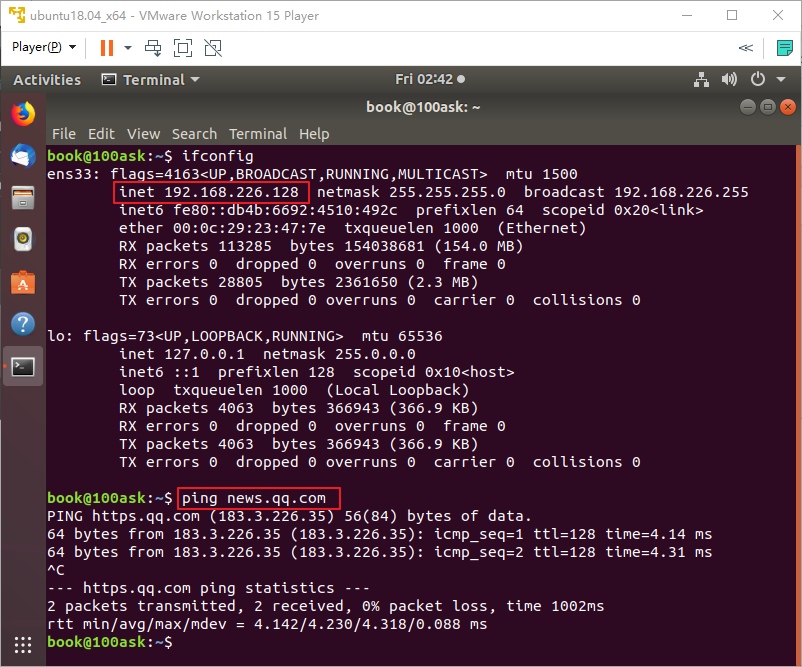 ubuntu18.04_x64 - VMware Workstation 15 Player
Player(P)
Activities Terminal Fri 02:42
book@100ask: ~
File Edit View Search Terminal Help
book@100ask:~$ ifconfig
ens33: flags=4163<UP,BROADCAST,RUNNING,MULTICAST>  mtu 1500
        inet 192.168.226.128  netmask 255.255.255.0  broadcast 192.168.226.255
        inet6 fe80::db4b:6692:4510:492c  prefixlen 64  scopeid 0x20<link>
        ether 00:0c:29:23:47:7e  txqueuelen 1000  (Ethernet)
        RX packets 113285  bytes 154038681 (154.0 MB)
        RX errors 0  dropped 0  overruns 0  frame 0
        TX packets 28805  bytes 2361650 (2.3 MB)
        TX errors 0  dropped 0 overruns 0  carrier 0  collisions 0
lo: flags=73<UP,LOOPBACK,RUNNING>  mtu 65536
        inet 127.0.0.1  netmask 255.0.0.0
        inet6 ::1  prefixlen 128  scopeid 0x10<host>
        loop  txqueuelen 1000  (Local Loopback)
        RX packets 4063  bytes 366943 (366.9 KB)
        RX errors 0  dropped 0  overruns 0  frame 0
        TX packets 4063  bytes 366943 (366.9 KB)
        TX errors 0  dropped 0 overruns 0  carrier 0  collisions 0
book@100ask:~$ ping news.qq.com
PING https.qq.com (183.3.226.35) 56(84) bytes of data.
64 bytes from 183.3.226.35 (183.3.226.35): icmp_seq=1 ttl=128 time=4.14 ms
64 bytes from 183.3.226.35 (183.3.226.35): icmp_seq=2 ttl=128 time=4.31 ms
^C
--- https.qq.com ping statistics ---
2 packets transmitted, 2 received, 0% packet loss, time 1002ms
rtt min/avg/max/mdev = 4.142/4.230/4.318/0.088 ms
book@100ask:~$